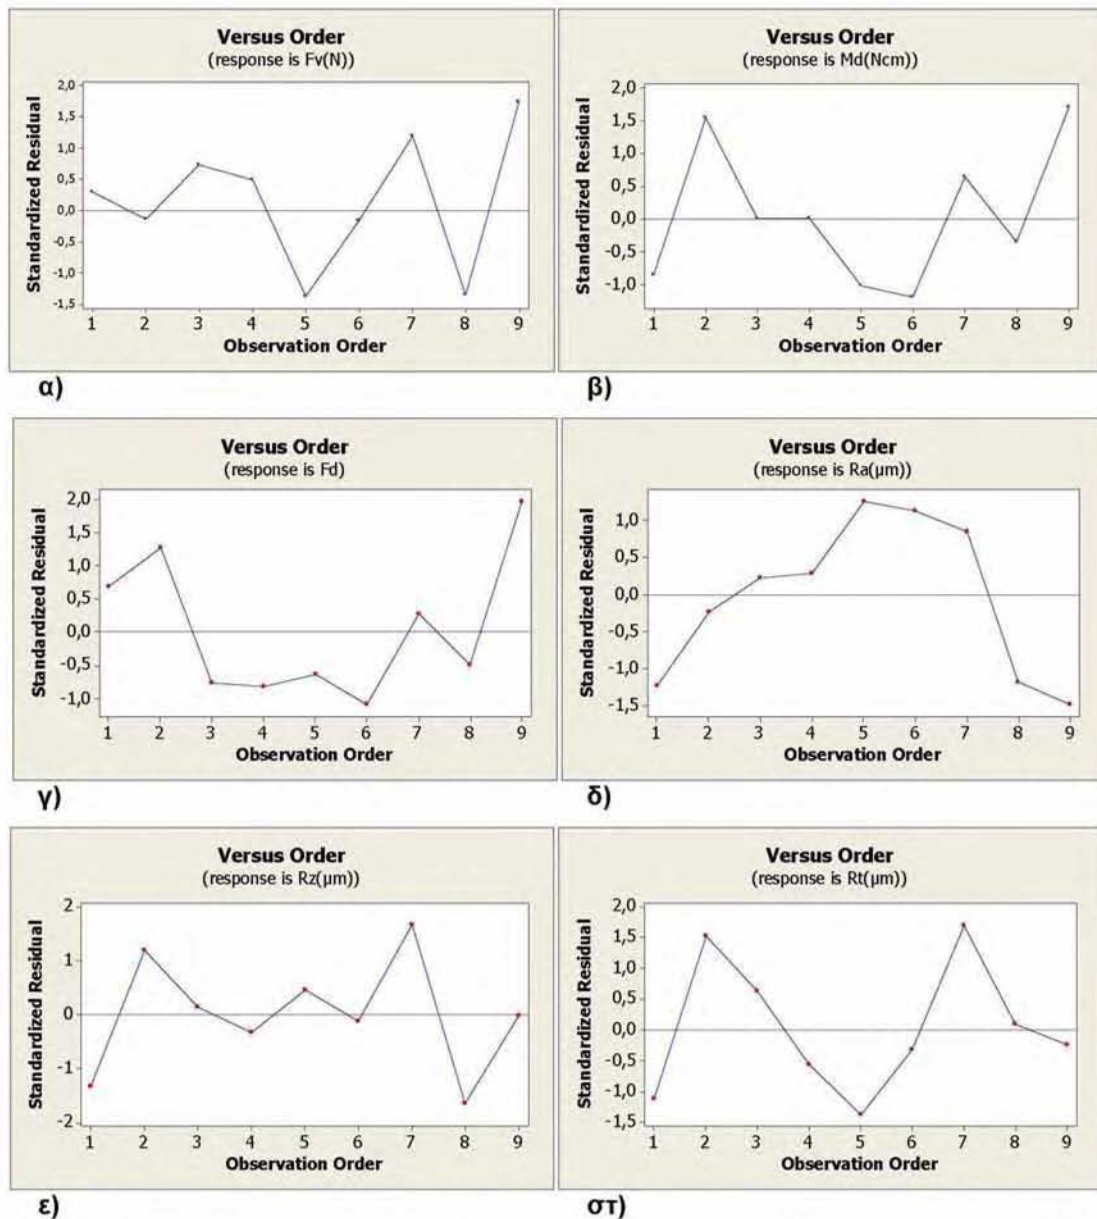 Versus Order
(response is Fv(N))
Standardized Residual
2,0
1,5
1,0
0,5
0,0
-0,5
-1,0
-1,5
1 2 3 4 5 6 7 8 9
Observation Order
α)
Versus Order
(response is Md(Ncm))
Standardized Residual
2,0
1,5
1,0
0,5
0,0
-0,5
-1,0
1 2 3 4 5 6 7 8 9
Observation Order
β)
Versus Order
(response is Fd)
Standardized Residual
2,0
1,5
1,0
0,5
0,0
-0,5
-1,0
1 2 3 4 5 6 7 8 9
Observation Order
γ)
Versus Order
(response is Ra(μm))
Standardized Residual
1,0
0,5
0,0
-0,5
-1,0
-1,5
1 2 3 4 5 6 7 8 9
Observation Order
δ)
Versus Order
(response is Rz(μm))
Standardized Residual
2
1
0
-1
-2
1 2 3 4 5 6 7 8 9
Observation Order
ε)
Versus Order
(response is Rt(μm))
Standardized Residual
2,0
1,5
1,0
0,5
0,0
-0,5
-1,0
-1,5
1 2 3 4 5 6 7 8 9
Observation Order
στ)